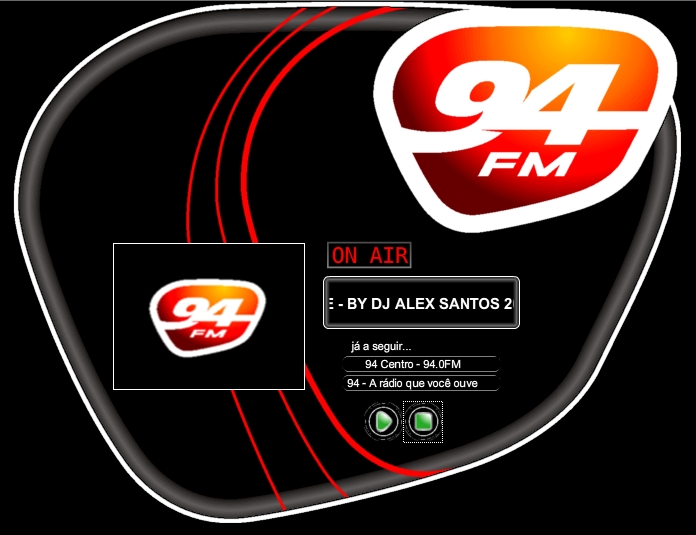 94
FM
94
FM
ON AIR
- BY DJ ALEX SANTOS
já a seguir...
94 Centro - 94.0FM
94 - A rádio que você ouve